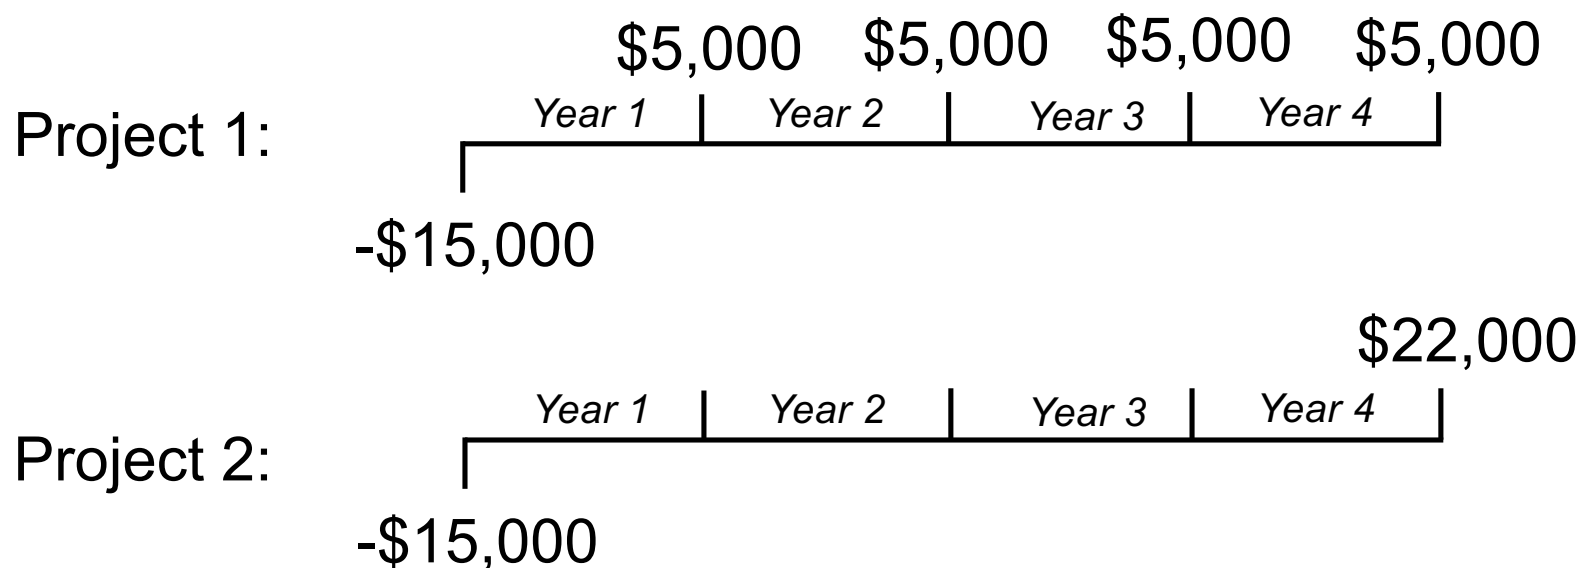 $5,000 $5,000 $5,000 $5,000
Year 1 Year 2 Year 3 Year 4
Project 1:
-$15,000
$22,000
Year 1 Year 2 Year 3 Year 4
Project 2:
-$15,000